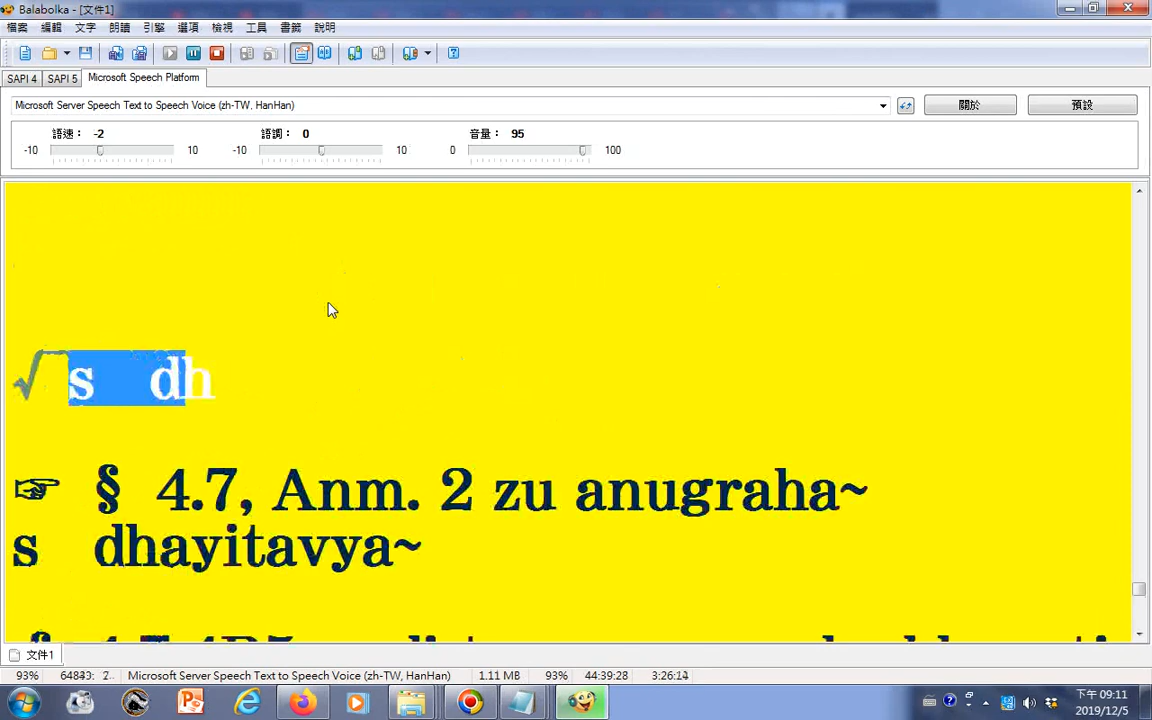 Balabolka - [文件1]
檔案 編輯 文字 朗讀 引擎 選項 檢視 工具 書籤 說明
SAPI 4 SAPI 5 Microsoft Speech Platform
Microsoft Server Speech Text to Speech Voice (zh-TW, HanHan) 關於 預設
語速： -2 語調： 0 音量： 95
-10 10 -10 10 0 100
√s dh
☞ § 4.7, Anm. 2 zu anugraha~
s dhayitavya~
文件1
93% Microsoft Server Speech Text to Speech Voice (zh-TW, HanHan) 1.11 MB 93% 44:39:28
下午 09:11
2019/12/5